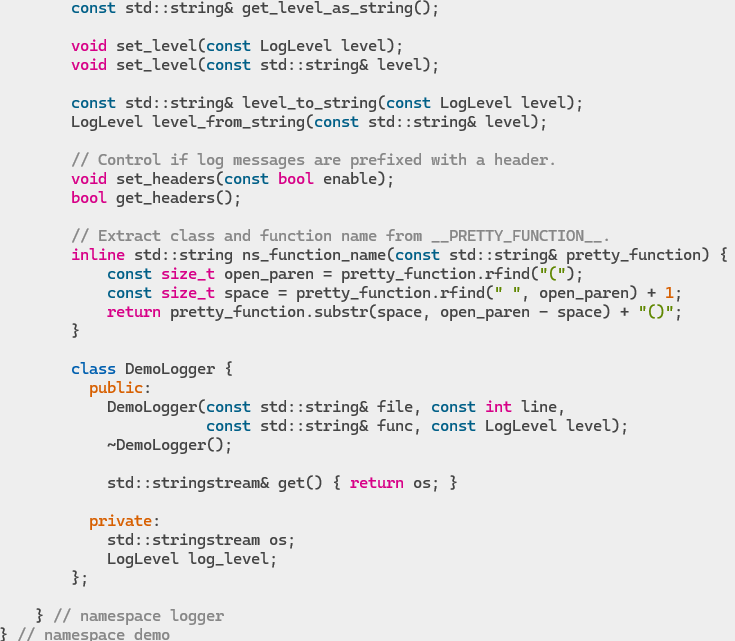 const std::string& get_level_as_string();

        void set_level(const LogLevel level);
        void set_level(const std::string& level);

        const std::string& level_to_string(const LogLevel level);
        LogLevel level_from_string(const std::string& level);

        // Control if log messages are prefixed with a header.
        void set_headers(const bool enable);
        bool get_headers();

        // Extract class and function name from __PRETTY_FUNCTION__.
        inline std::string ns_function_name(const std::string& pretty_function) {
            const size_t open_paren = pretty_function.rfind("(");
            const size_t space = pretty_function.rfind(" ", open_paren) + 1;
            return pretty_function.substr(space, open_paren - space) + "()";
        }

        class DemoLogger {
          public:
            DemoLogger(const std::string& file, const int line,
                       const std::string& func, const LogLevel level);
            ~DemoLogger();

            std::stringstream& get() { return os; }

          private:
            std::stringstream os;
            LogLevel log_level;
        };

    } // namespace logger
} // namespace demo